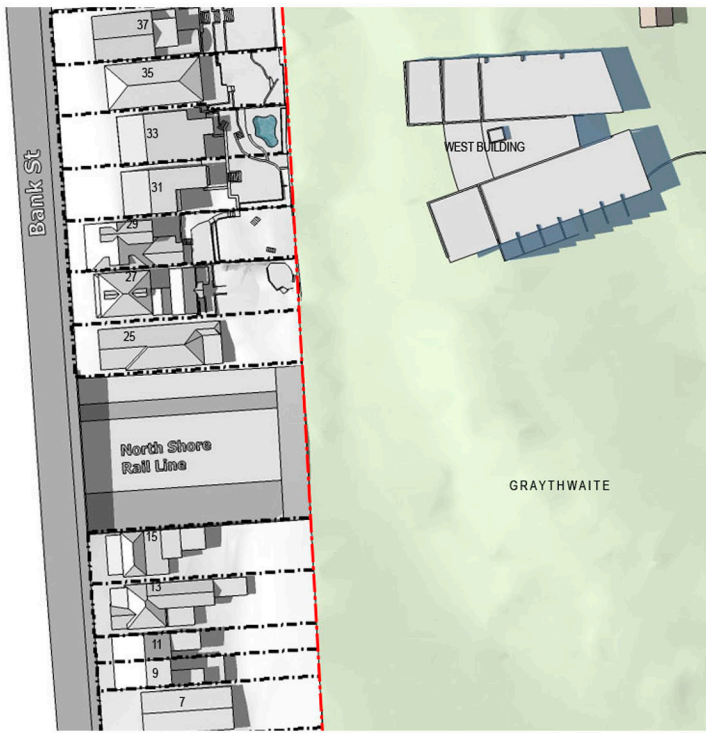 37
35
33
31
29
27
25
Bank St
WEST BUILDING
North Shore
Rail Line
GRAYTHWAITE
15
13
11
9
7